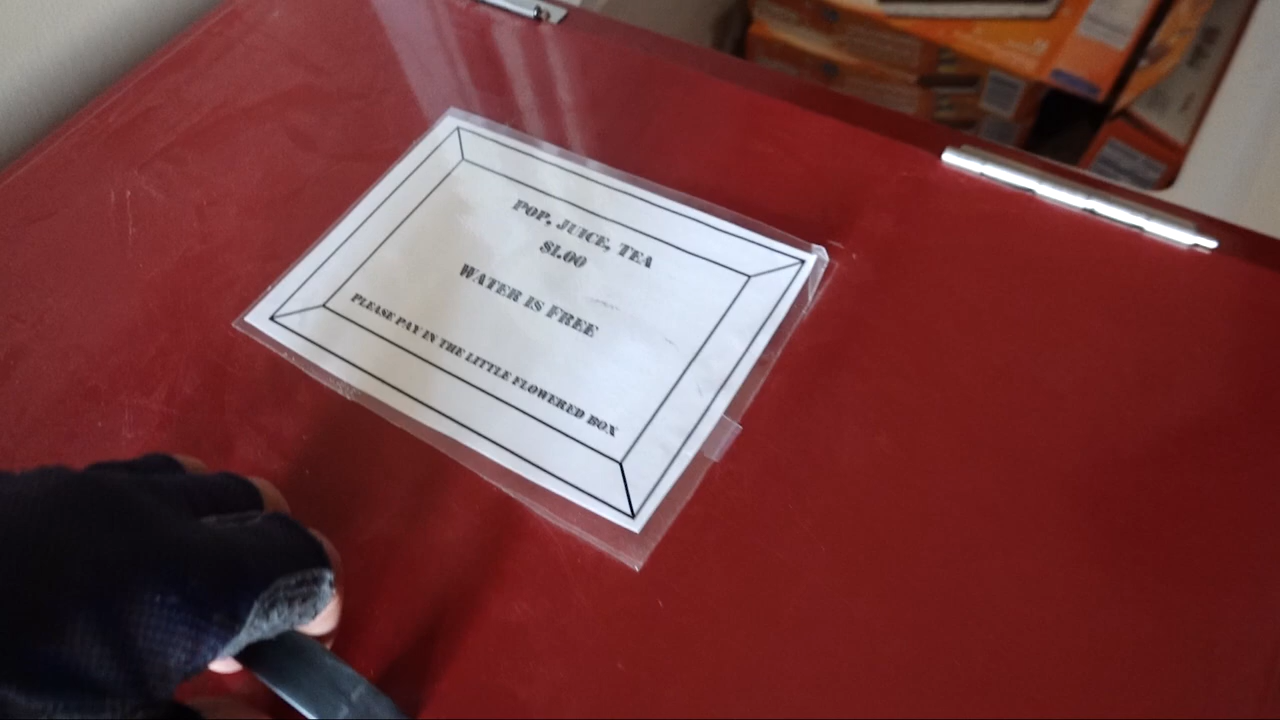 POP, JUICE, TEA
$1.00
WATER IS FREE
PLEASE PAY IN THE LITTLE FLOWERED BOX